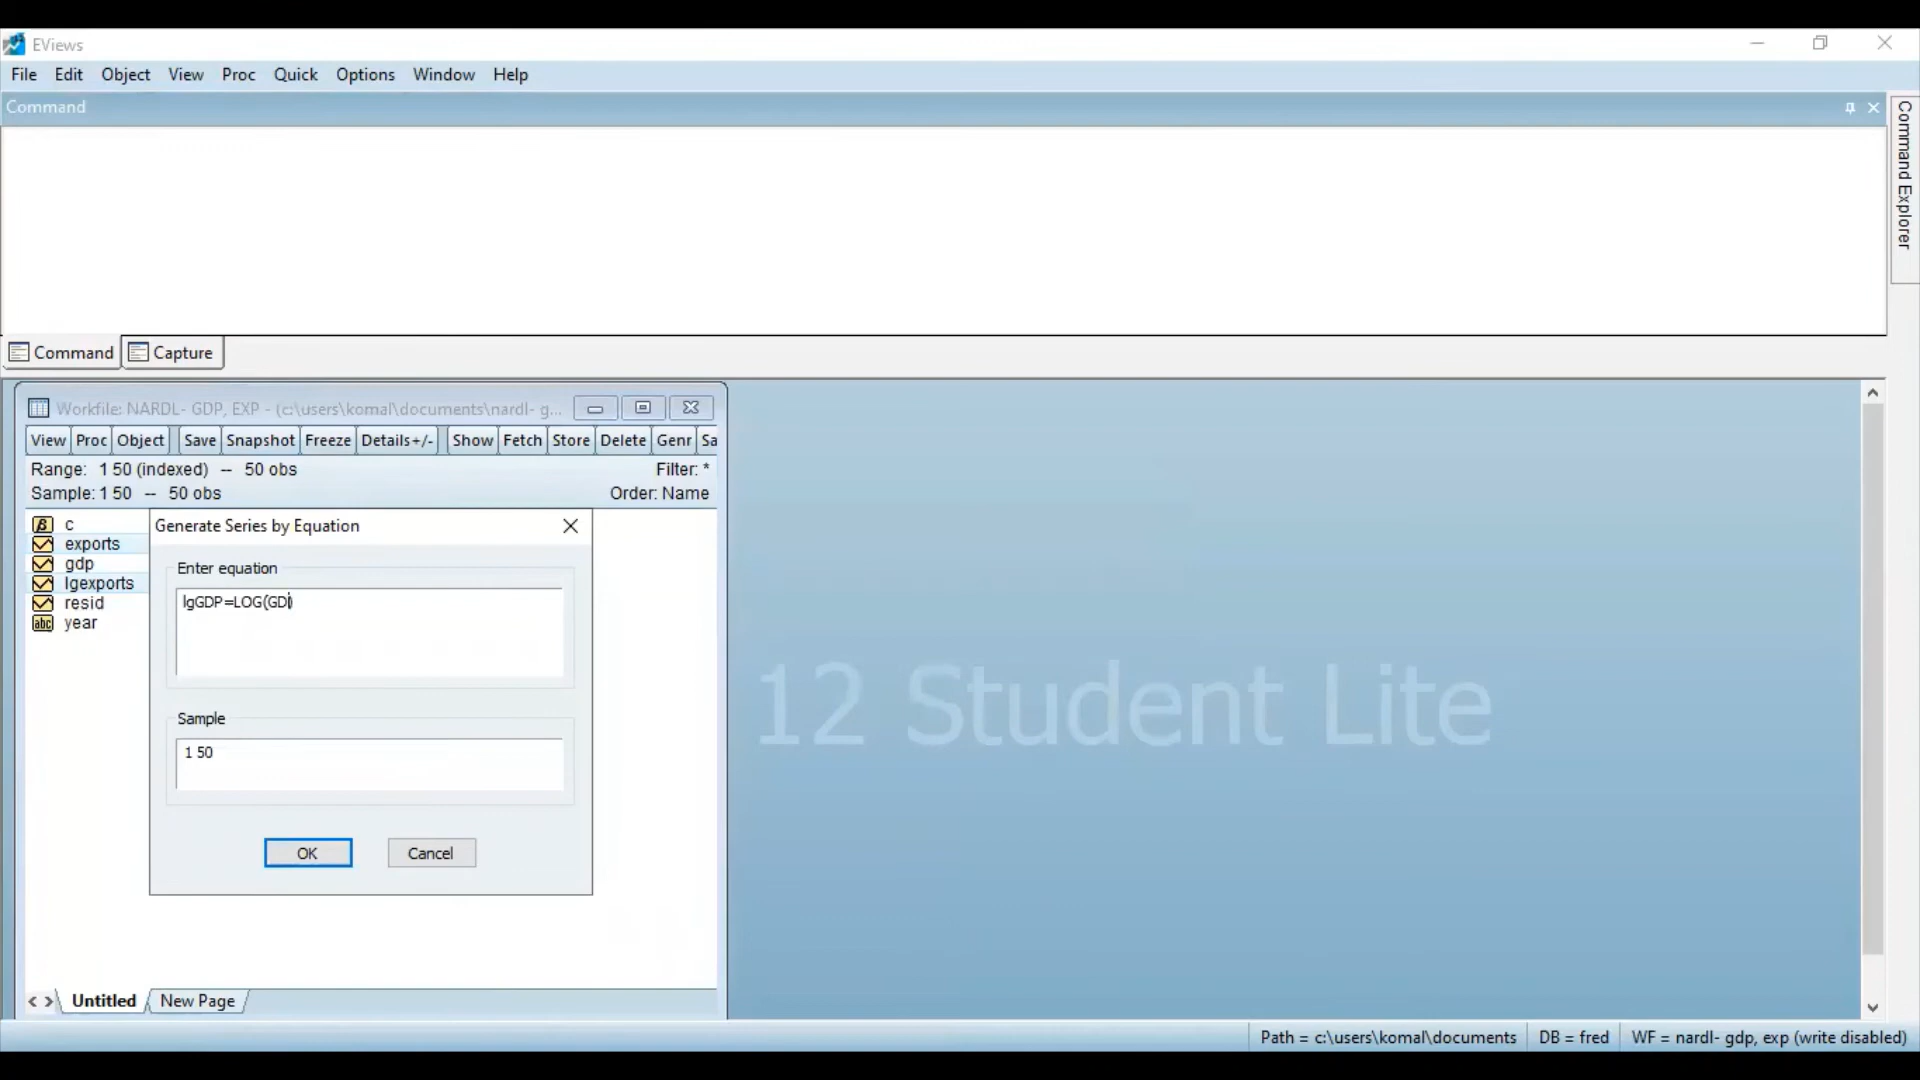 EViews
File Edit Object View Proc Quick Options Window Help
Command
Command Explorer
Command Capture
Workfile: NARDL- GDP, EXP - (c:\users\komal\documents\nardl- g...
View Proc Object Save Snapshot Freeze Details+/- Show Fetch Store Delete Genr Sa
Range: 1 50 (indexed) -- 50 obs Filter: *
Sample: 1 50 -- 50 obs Order: Name
c
exports
gdp
lgexports
resid
abc year
Generate Series by Equation
Enter equation
lgGDP=LOG(GD)
Sample
1 50
OK Cancel
12 Student Lite
Untitled New Page
Path = c:\users\komal\documents DB = fred WF = nardl- gdp, exp (write disabled)